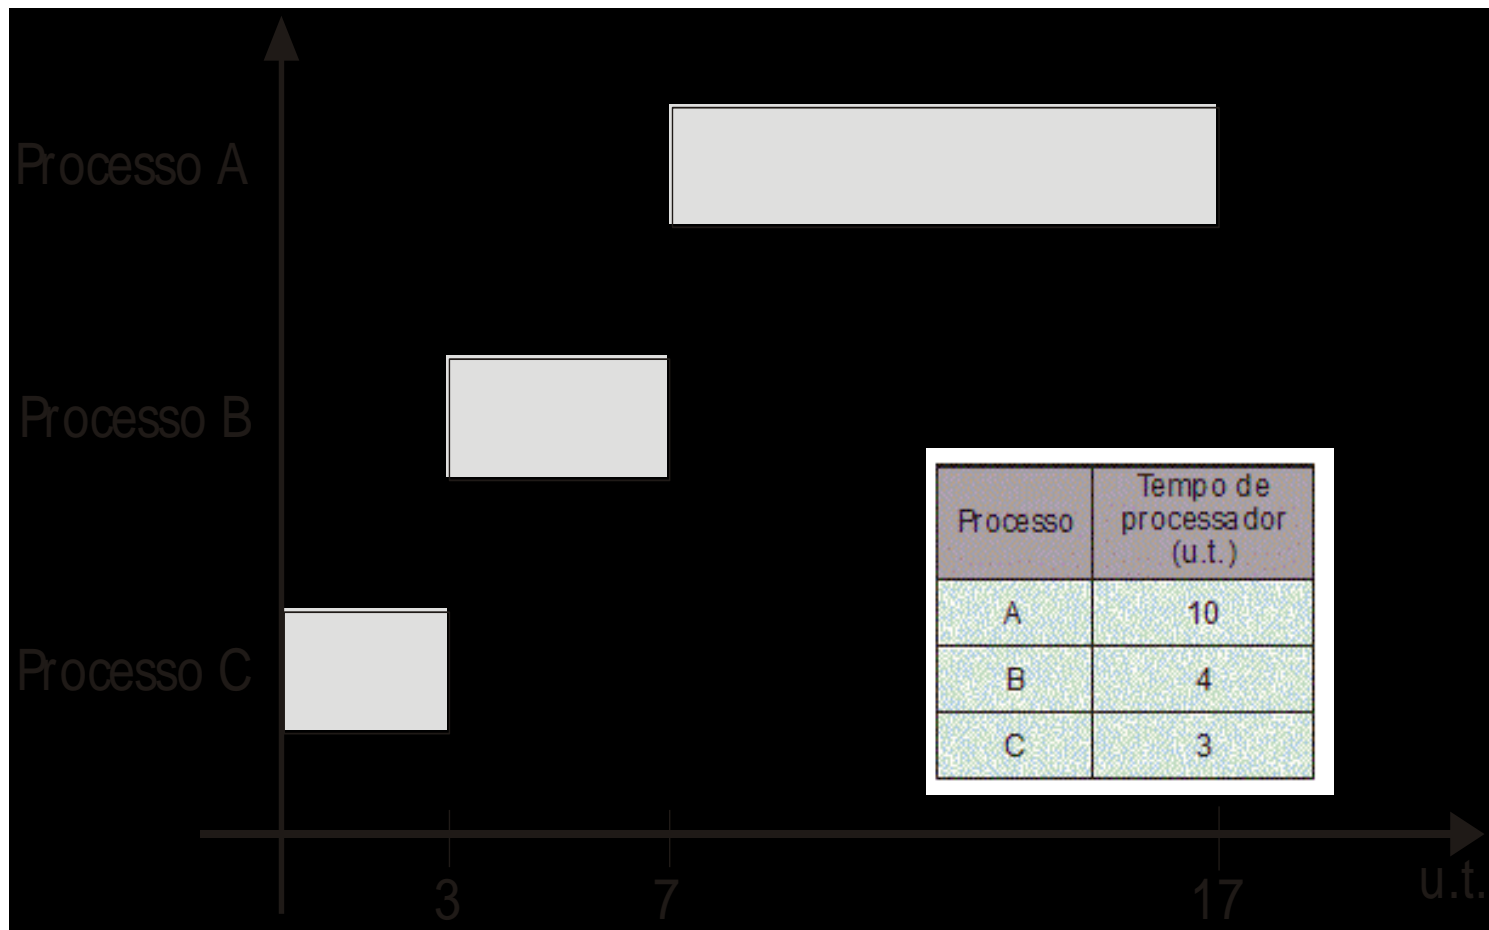 Processo A
Processo B
Processo
Tempo de
processador
(u.t.)
A 10
B 4
C 3
Processo C
3 7 17
u.t.